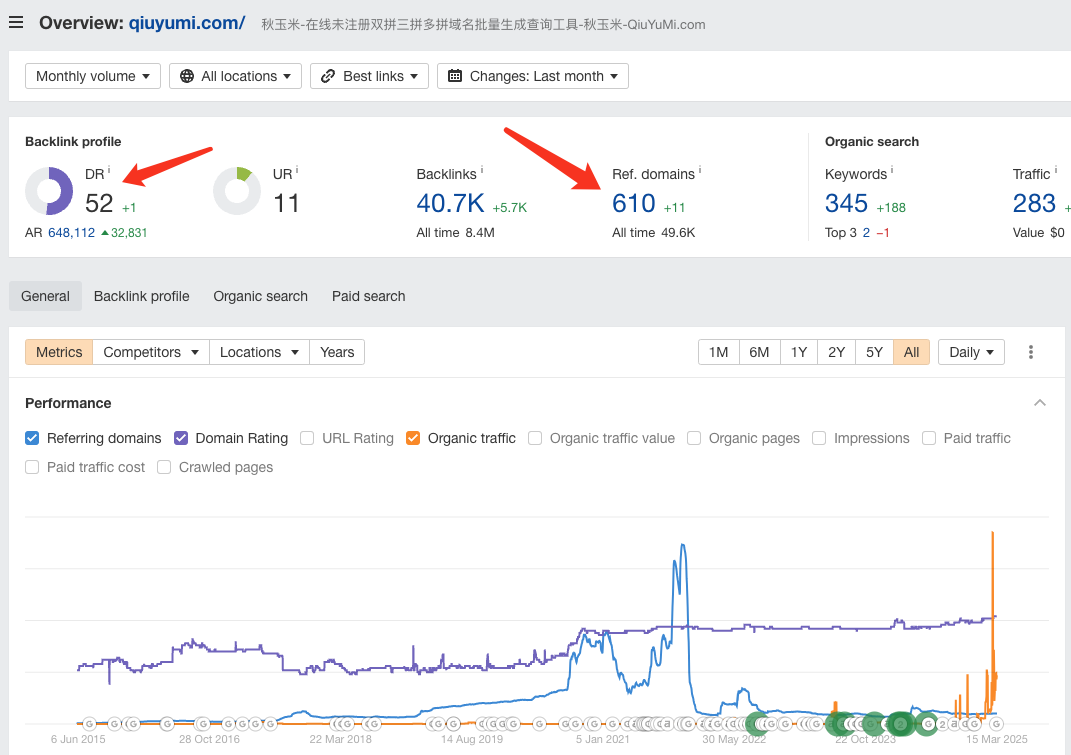 Overview: qiuyumi.com/ 秋玉米-在线未注册双拼三拼多拼域名批量生成查询工具-秋玉米-QiuYuMi.com
Monthly volume All locations Best links Changes: Last month
Backlink profile Organic search
DR i UR i Backlinks i Ref. domains i Keywords i Traffic i
52 +1 11 40.7K +5.7K 610 +11 345 +188 283 +
AR 648,112 32,831 All time 8.4M All time 49.6K Top 3 2 −1 Value $0
General Backlink profile Organic search Paid search
Metrics Competitors Locations Years 1M 6M 1Y 2Y 5Y All Daily
Performance
Referring domains Domain Rating URL Rating Organic traffic Organic traffic value Organic pages Impressions Paid traffic
Paid traffic cost Crawled pages
6 Jun 2015 28 Oct 2016 22 Mar 2018 14 Aug 2019 5 Jan 2021 30 May 2022 22 Oct 2023 15 Mar 2025